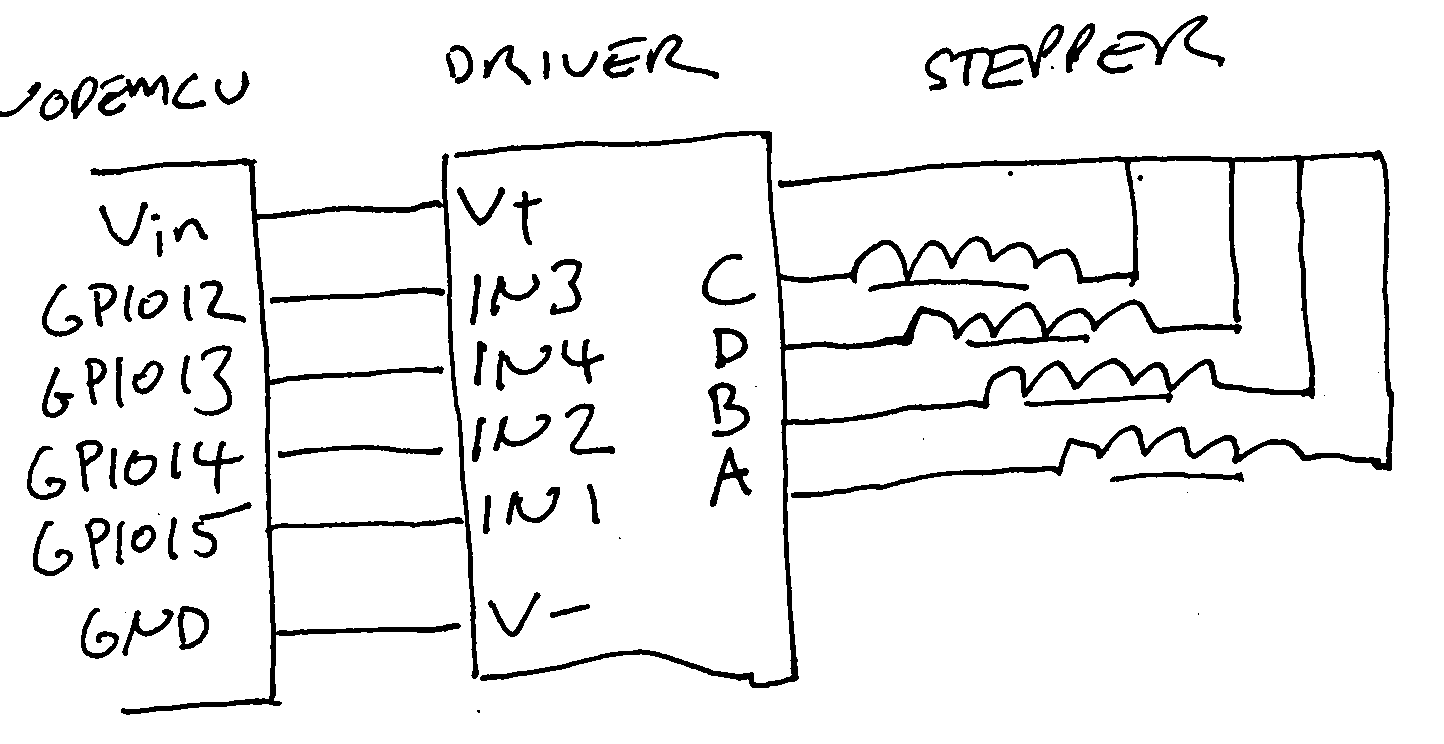 NODEMCU DRIVER STEPPER
Vin V+
GPIO12 IN3 C
GPIO13 IN4 D
GPIO14 IN2 B
GPIO15 IN1 A
GND V-